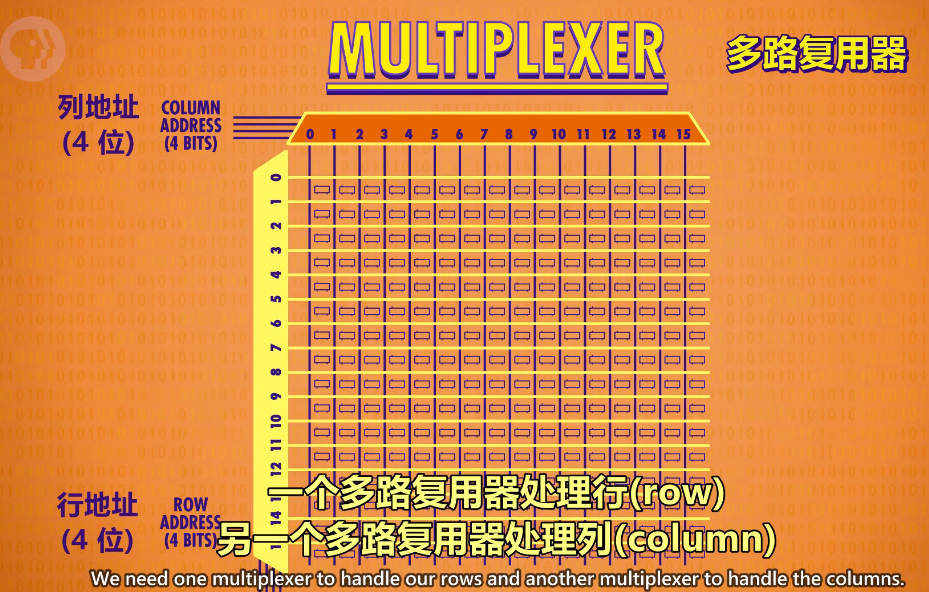 MULTIPLEXER
多路复用器
列地址
(4 位)
COLUMN
ADDRESS
(4 BITS)
0 1 2 3 4 5 6 7 8 9 10 11 12 13 14 15
0
1
2
3
4
5
6
7
8
9
10
11
12
14
行地址
(4 位)
ROW
ADDRESS
(4 BITS)
一个多路复用器处理行(row)
另一个多路复用器处理列(column)
We need one multiplexer to handle our rows and another multiplexer to handle the columns.